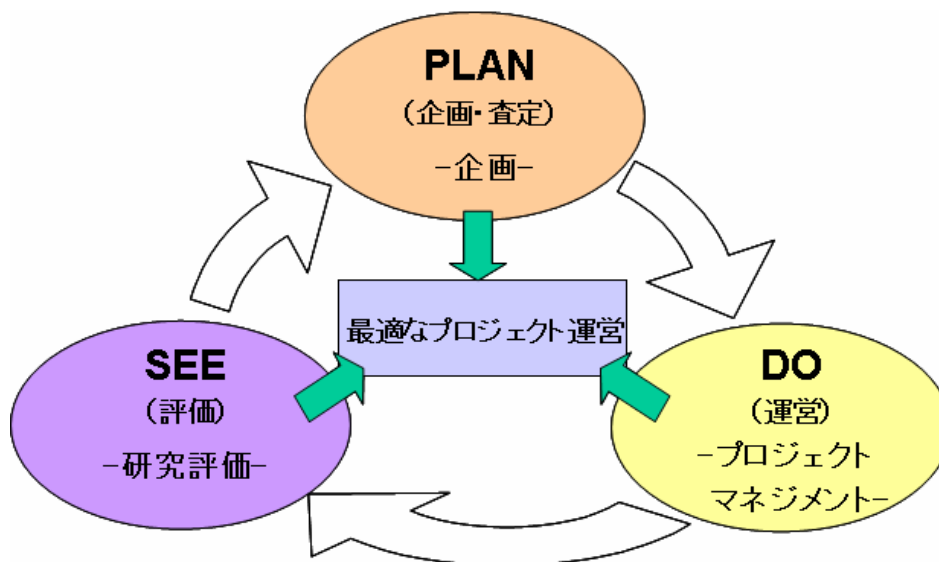 PLAN
(企画・査定)
-企画-
最適なプロジェクト運営
SEE
(評価)
-研究評価-
DO
(運営)
-プロジェクト
マネジメント-